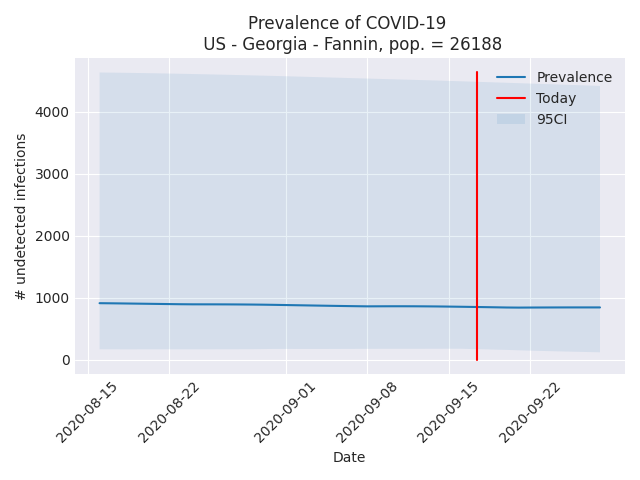 Prevalence of COVID-19
US - Georgia - Fannin, pop. = 26188
# undetected infections
4000
3000
2000
1000
0
Prevalence
Today
95CI
2020-08-15
2020-08-22
2020-09-01
2020-09-08
2020-09-15
2020-09-22
Date